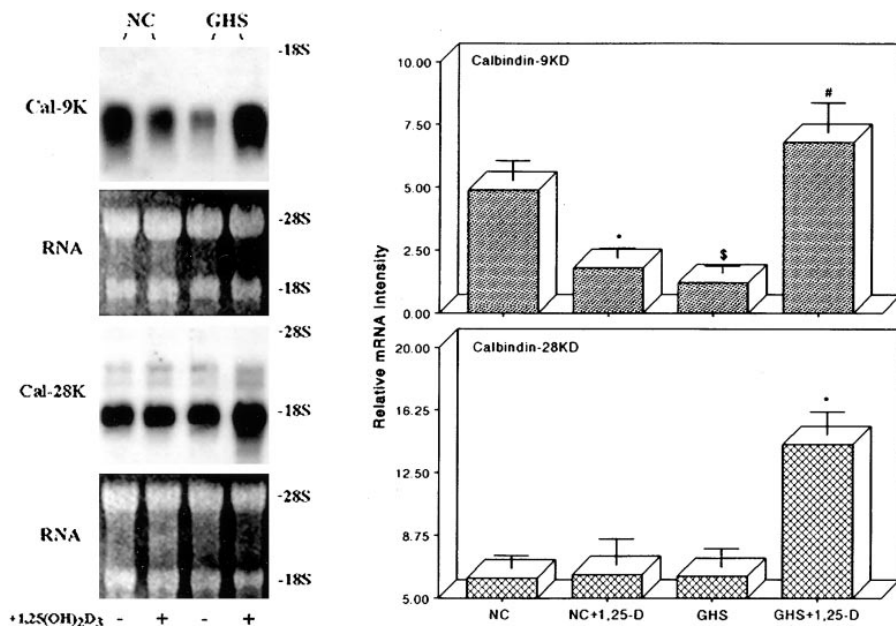 NC GHS
-18S
Cal-9K
-28S
RNA
-18S
-28S
Cal-28K
-18S
-28S
RNA
-18S
+1,25(OH)₂D₃ - + - +
Relative mRNA Intensity
Calbindin-9KD
10.00
7.50
5.00
2.50
0.00
*
$
#
Calbindin-28KD
20.00
16.25
12.50
8.75
5.00
*
NC NC+1,25-D GHS GHS+1,25-D